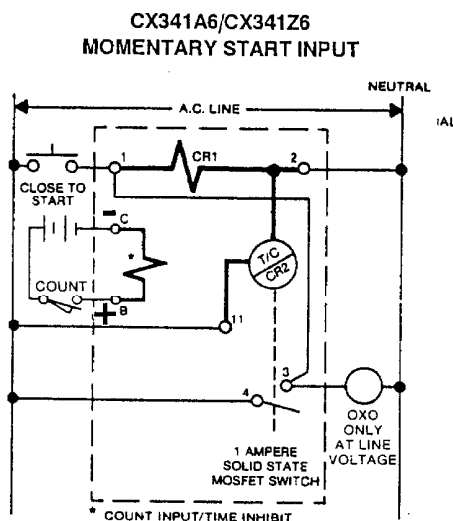 CX341A6/CX341Z6
MOMENTARY START INPUT
NEUTRAL
A.C. LINE
1
CR1
2
CLOSE TO
START
-
C
*
T/C
CR2
COUNT
+
B
11
3
4
OXO
ONLY
AT LINE
VOLTAGE
1 AMPERE
SOLID STATE
MOSFET SWITCH
* COUNT INPUT/TIME INHIBIT